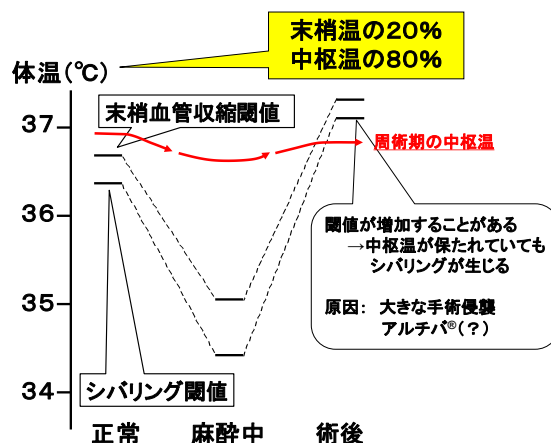 末梢温の20%
中枢温の80%
体温(℃)
末梢血管収縮閾値
37
周術期の中枢温
36
閾値が増加することがある
→中枢温が保たれていても
シバリングが生じる
原因： 大きな手術侵襲
アルチバ®(?)
35
シバリング閾値
34
正常 麻酔中 術後